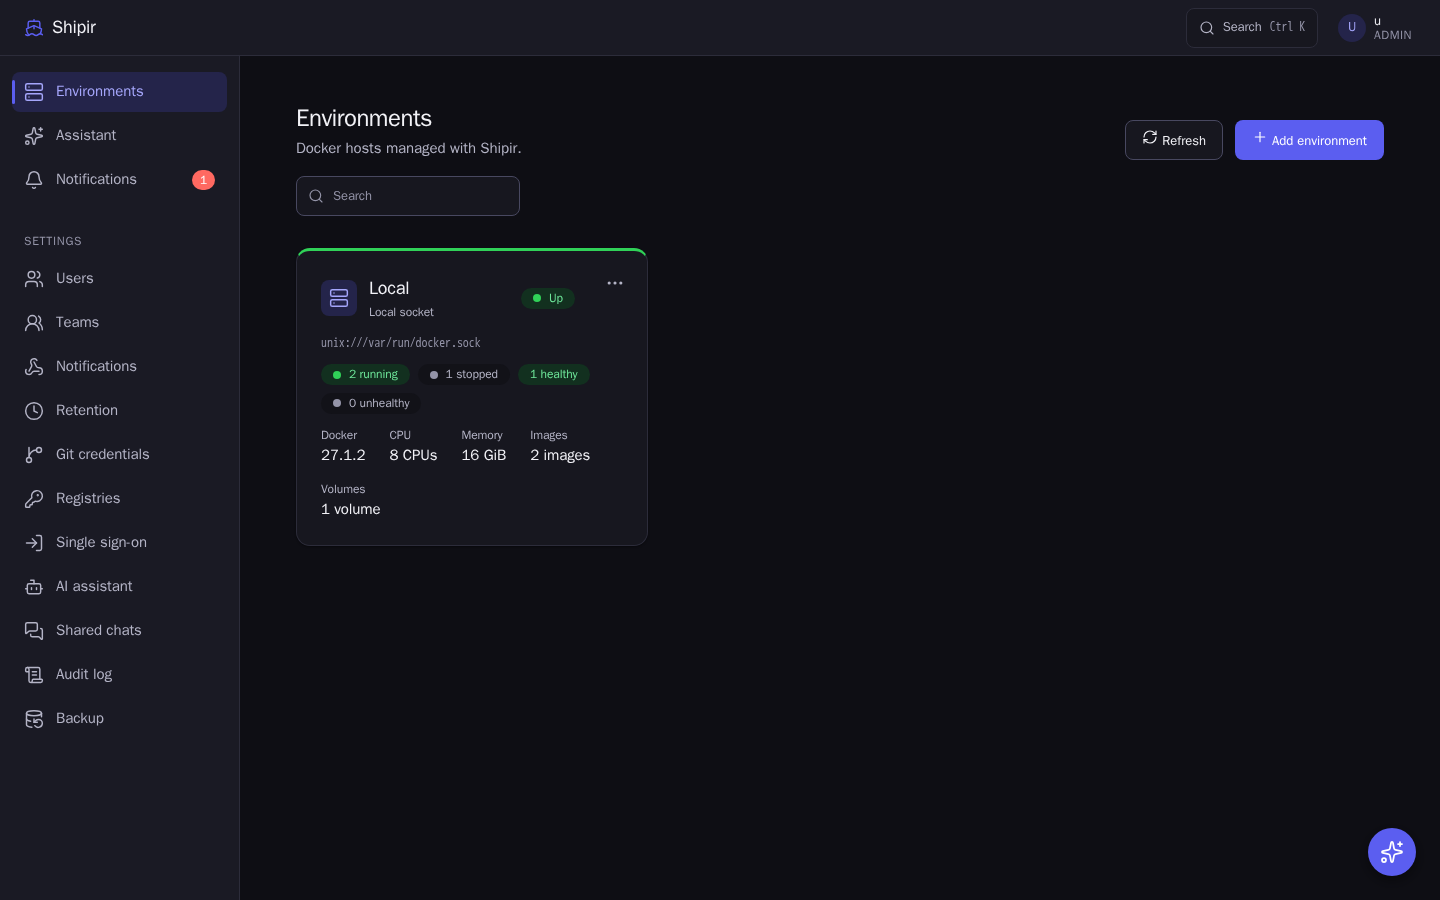 Shipir
Search Ctrl K
U
u
ADMIN
Environments
Assistant
Notifications 1
SETTINGS
Users
Teams
Notifications
Retention
Git credentials
Registries
Single sign-on
AI assistant
Shared chats
Audit log
Backup
Environments
Docker hosts managed with Shipir.
Refresh
Add environment
Search
Local
Local socket
Up
unix:///var/run/docker.sock
2 running 1 stopped 1 healthy
0 unhealthy
Docker CPU Memory Images
27.1.2 8 CPUs 16 GiB 2 images
Volumes
1 volume